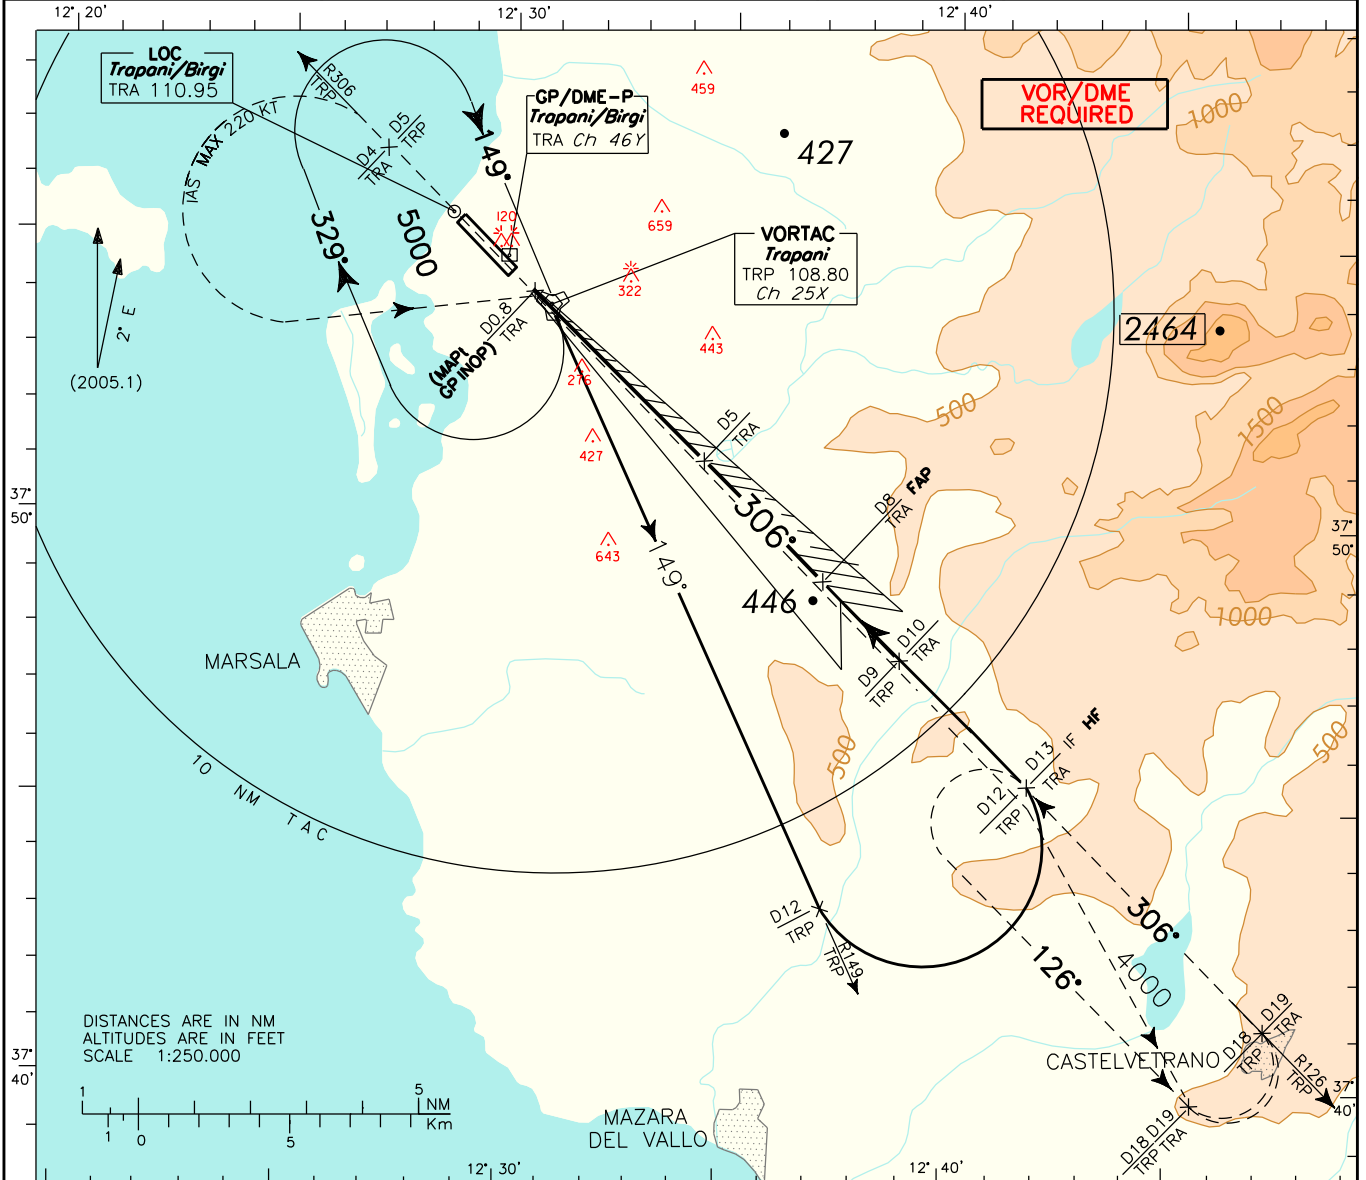 12° 20'
12° 30'
12° 40'
LOC
Trapani/Birgi
TRA 110.95
R306
TRP
GP/DME-P
Trapani/Birgi
TRA Ch 46Y
459
VOR/DME
REQUIRED
1000
427
IAS MAX 220 KT
D5
TRP
D4
TRA
149°
329°
5000
120
659
VORTAC
Trapani
TRP 108.80
Ch 25X
322
443
2464
2° E
(2005.1)
D0.8
TRA
(MAPt
GP INOP)
276
427
643
500
1500
D5
TRA
306°
D8 FAP
TRA
37°
50'
37°
50'
149°
446
1000
MARSALA
D10
TRA
D9
TRP
500
500
D13 IF HF
TRA
D12
TRP
10 NM TAC
D12
TRP
R149
TRP
306°
126°
4000
DISTANCES ARE IN NM
ALTITUDES ARE IN FEET
SCALE 1:250.000
1 5
NM
Km
1 0 5
37°
40'
CASTELVETRANO
D19
TRA
D18
TRP
R126
TRP
37°
40'
MAZARA
DEL VALLO
D18 D19
TRP TRA
12° 30'
12° 40'